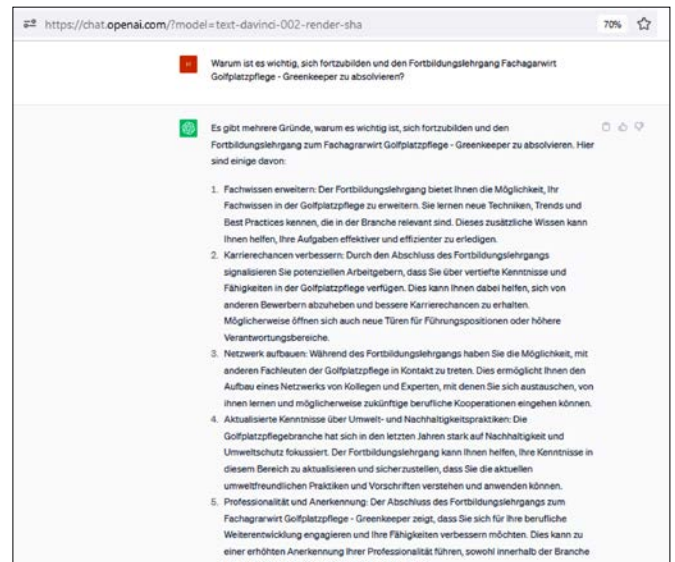 https://chat.openai.com/?model=text-davinci-002-render-sha
70%
Warum ist es wichtig, sich fortzubilden und den Fortbildungslehrgang Fachagarwirt
Golfplatzpflege - Greenkeeper zu absolvieren?
Es gibt mehrere Gründe, warum es wichtig ist, sich fortzubilden und den
Fortbildungslehrgang zum Fachagrarwirt Golfplatzpflege - Greenkeeper zu absolvieren. Hier
sind einige davon:
1. Fachwissen erweitern: Der Fortbildungslehrgang bietet Ihnen die Möglichkeit, Ihr
Fachwissen in der Golfplatzpflege zu erweitern. Sie lernen neue Techniken, Trends und
Best Practices kennen, die in der Branche relevant sind. Dieses zusätzliche Wissen kann
Ihnen helfen, Ihre Aufgaben effektiver und effizienter zu erledigen.
2. Karrierechancen verbessern: Durch den Abschluss des Fortbildungslehrgangs
signalisieren Sie potenziellen Arbeitgebern, dass Sie über vertiefte Kenntnisse und
Fähigkeiten in der Golfplatzpflege verfügen. Dies kann Ihnen dabei helfen, sich von
anderen Bewerbern abzuheben und bessere Karrierechancen zu erhalten.
Möglicherweise öffnen sich auch neue Türen für Führungspositionen oder höhere
Verantwortungsbereiche.
3. Netzwerk aufbauen: Während des Fortbildungslehrgangs haben Sie die Möglichkeit, mit
anderen Fachleuten der Golfplatzpflege in Kontakt zu treten. Dies ermöglicht Ihnen den
Aufbau eines Netzwerks von Kollegen und Experten, mit denen Sie sich austauschen, von
ihnen lernen und möglicherweise zukünftige berufliche Kooperationen eingehen können.
4. Aktualisierte Kenntnisse über Umwelt- und Nachhaltigkeitspraktiken: Die
Golfplatzpflegebranche hat sich in den letzten Jahren stark auf Nachhaltigkeit und
Umweltschutz fokussiert. Der Fortbildungslehrgang kann Ihnen helfen, Ihre Kenntnisse in
diesem Bereich zu aktualisieren und sicherzustellen, dass Sie die aktuellen
umweltfreundlichen Praktiken und Vorschriften verstehen und anwenden können.
5. Professionalität und Anerkennung: Der Abschluss des Fortbildungslehrgangs zum
Fachagrarwirt Golfplatzpflege - Greenkeeper zeigt, dass Sie sich für Ihre berufliche
Weiterentwicklung engagieren und Ihre Fähigkeiten verbessern möchten. Dies kann zu
einer erhöhten Anerkennung Ihrer Professionalität führen, sowohl innerhalb der Branche